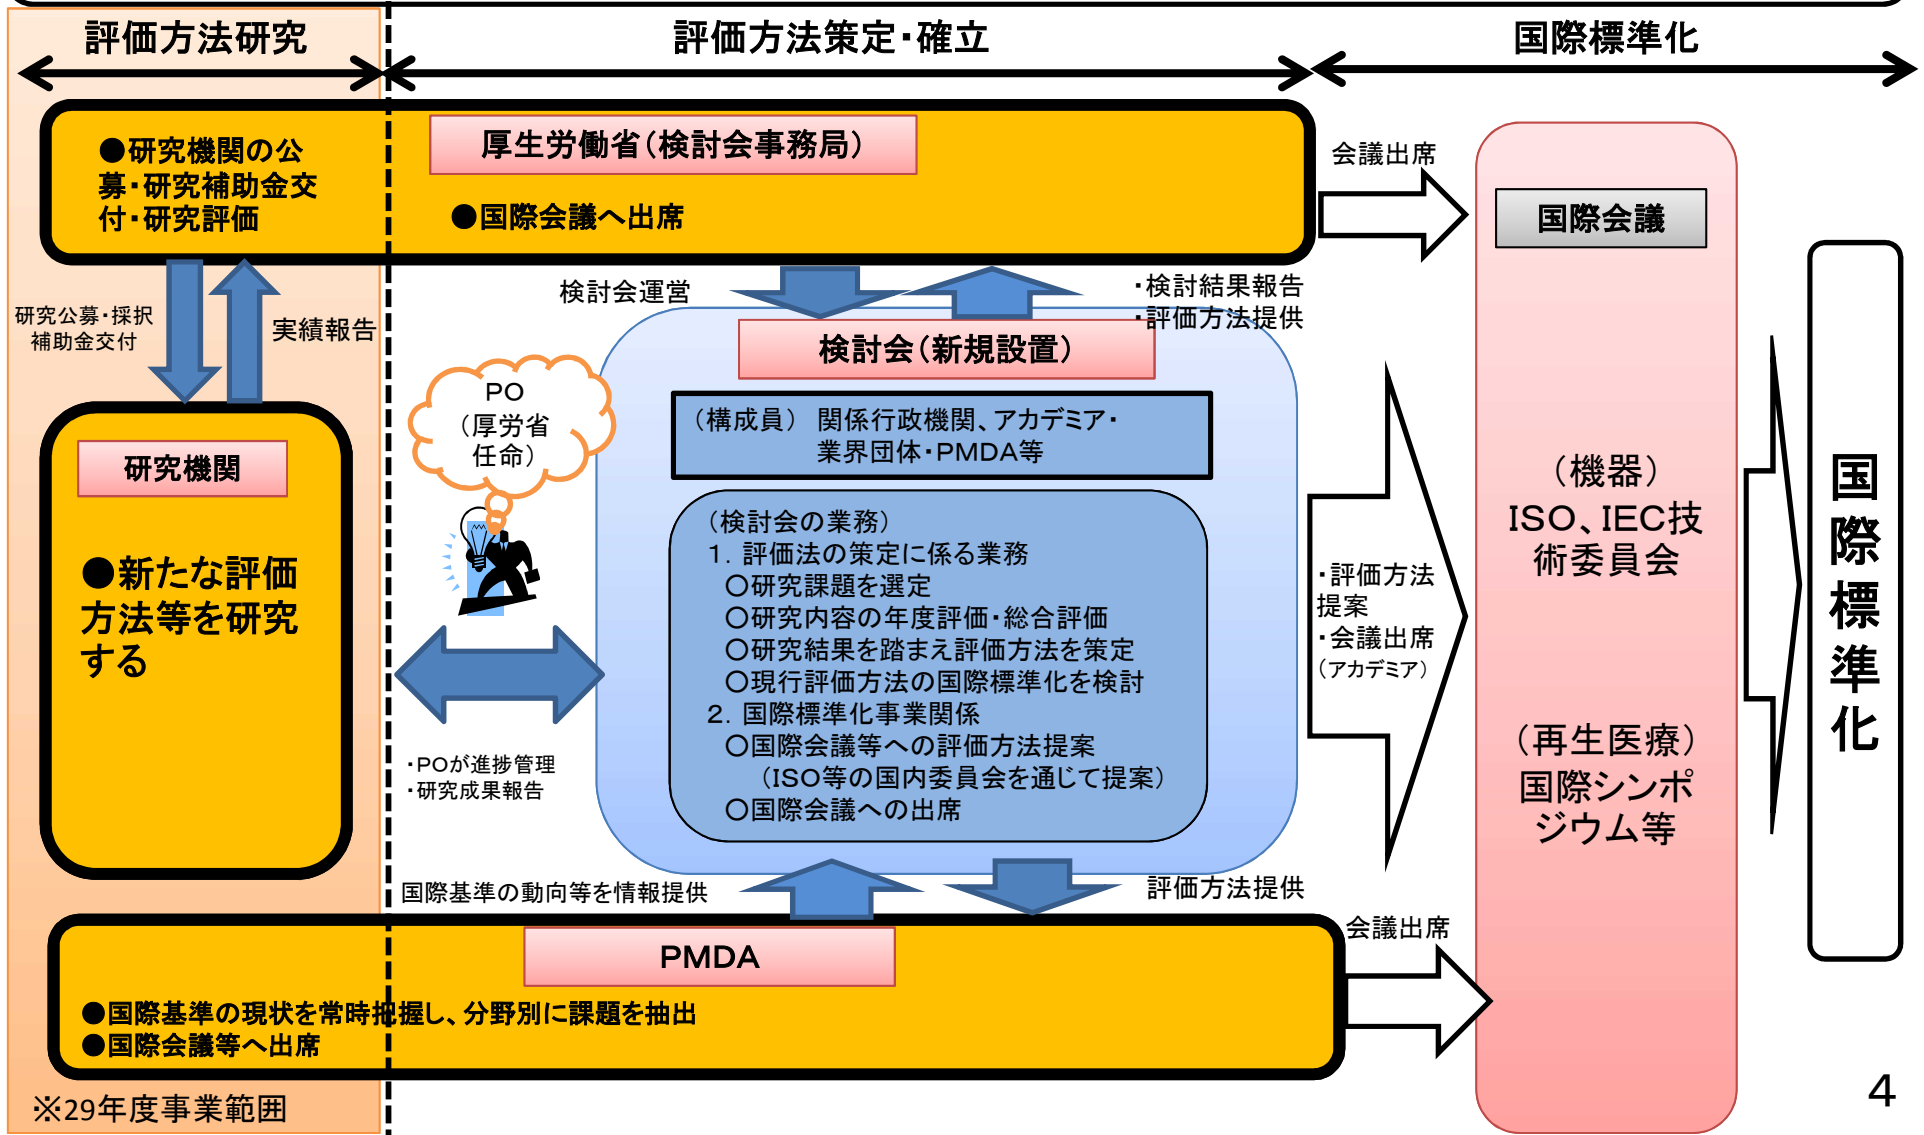 評価方法研究
評価方法策定・確立
国際標準化
●研究機関の公
募・研究補助金交
付・研究評価
厚生労働省（検討会事務局）
●国際会議へ出席
会議出席
国際会議
研究公募・採択
補助金交付
実績報告
検討会運営
・検討結果報告
・評価方法提供
検討会（新規設置）
PO
（厚労省
任命）
（構成員） 関係行政機関、アカデミア・
業界団体・PMDA等
研究機関
●新たな評価
方法等を研究
する
（検討会の業務）
１．評価法の策定に係る業務
○研究課題を選定
○研究内容の年度評価・総合評価
○研究結果を踏まえ評価方法を策定
○現行評価方法の国際標準化を検討
２．国際標準化事業関係
○国際会議等への評価方法提案
（ISO等の国内委員会を通じて提案）
○国際会議への出席
・POが進捗管理
・研究成果報告
・評価方法
提案
・会議出席
（アカデミア）
（機器）
ISO、IEC技
術委員会
（再生医療）
国際シンポ
ジウム等
国際標準化
国際基準の動向等を情報提供
評価方法提供
会議出席
PMDA
●国際基準の現状を常時把握し、分野別に課題を抽出
●国際会議等へ出席
※29年度事業範囲
4